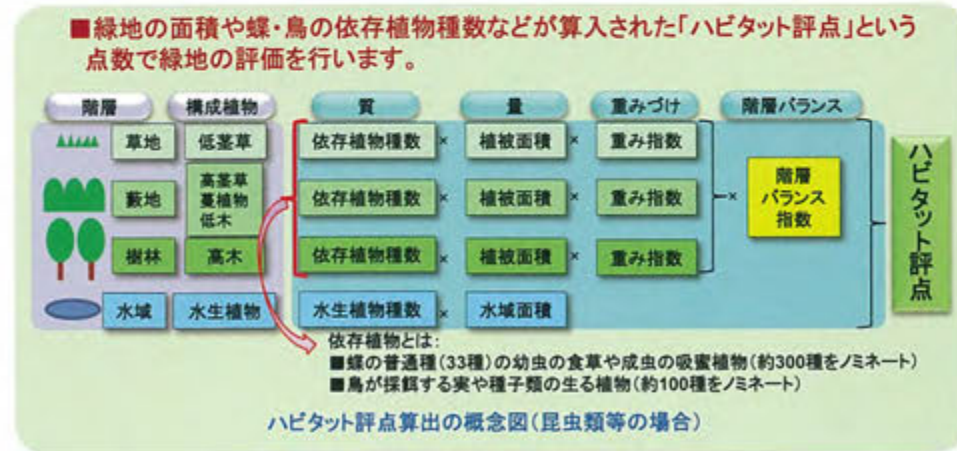 ■緑地の面積や蝶・鳥の依存植物種数などが算入された「ハビタット評点」という
点数で緑地の評価を行います。
階層 構成植物 質 量 重みづけ 階層バランス
草地 低茎草 依存植物種数 × 植被面積 × 重み指数
藪地 高茎草 蔓植物 低木 依存植物種数 × 植被面積 × 重み指数 × 階層 バランス 指数
樹林 高木 依存植物種数 × 植被面積 × 重み指数
水域 水生植物 水生植物種数 × 水域面積
ハビタット評点
依存植物とは:
■蝶の普通種(33種)の幼虫の食草や成虫の吸蜜植物(約300種をノミネート)
■鳥が採餌する実や種子類の生る植物(約100種をノミネート)
ハビタット評点算出の概念図(昆虫類等の場合)